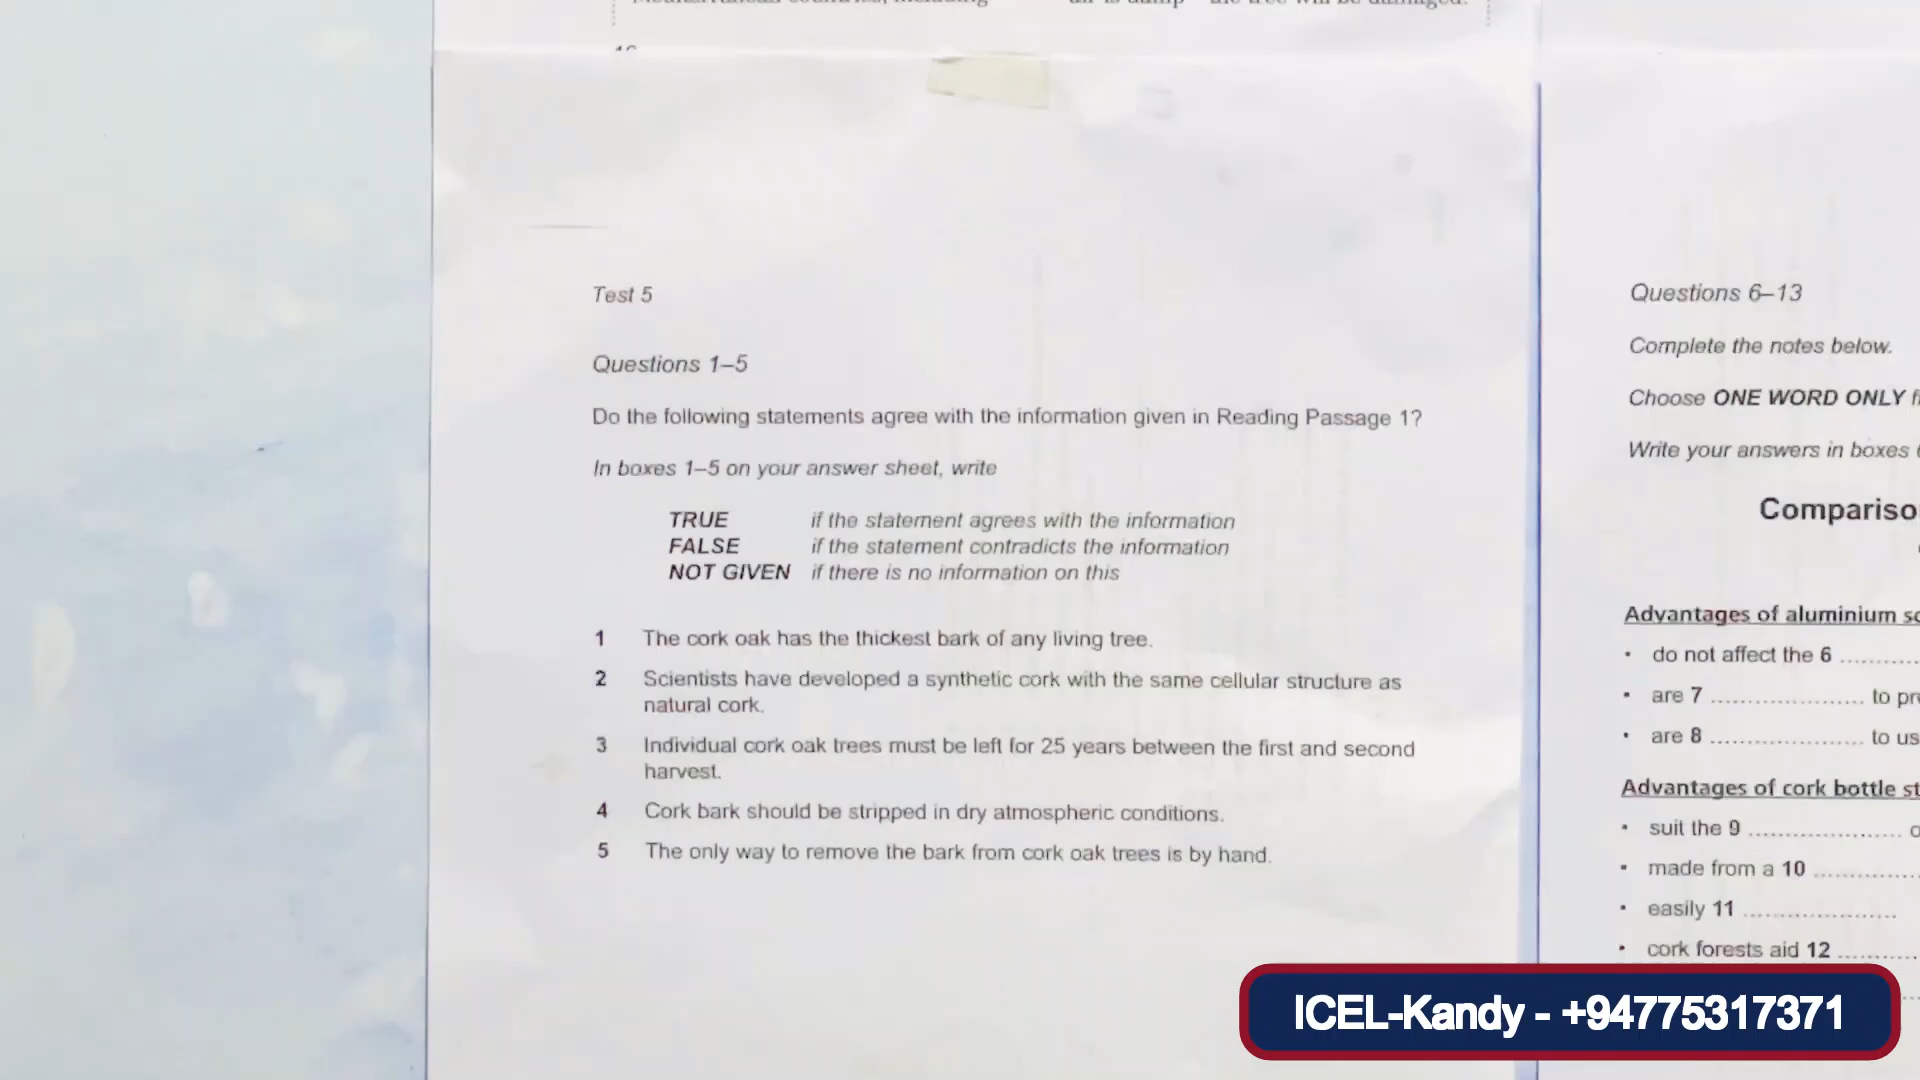 Test 5
Questions 1–5
Do the following statements agree with the information given in Reading Passage 1?
In boxes 1–5 on your answer sheet, write
TRUE if the statement agrees with the information
FALSE if the statement contradicts the information
NOT GIVEN if there is no information on this
1 The cork oak has the thickest bark of any living tree.
2 Scientists have developed a synthetic cork with the same cellular structure as
natural cork.
3 Individual cork oak trees must be left for 25 years between the first and second
harvest.
4 Cork bark should be stripped in dry atmospheric conditions.
5 The only way to remove the bark from cork oak trees is by hand.
Questions 6–13
Complete the notes below.
Choose ONE WORD ONLY
Write your answers in boxes
Advantages of aluminium
• do not affect the 6 ............
• are 7 ...................... to
• are 8 ...................... to
Advantages of cork bottle
• suit the 9 ....................
• made from a 10 ..............
• easily 11 ......................
• cork forests aid 12 ............
ICEL-Kandy - +94775317371